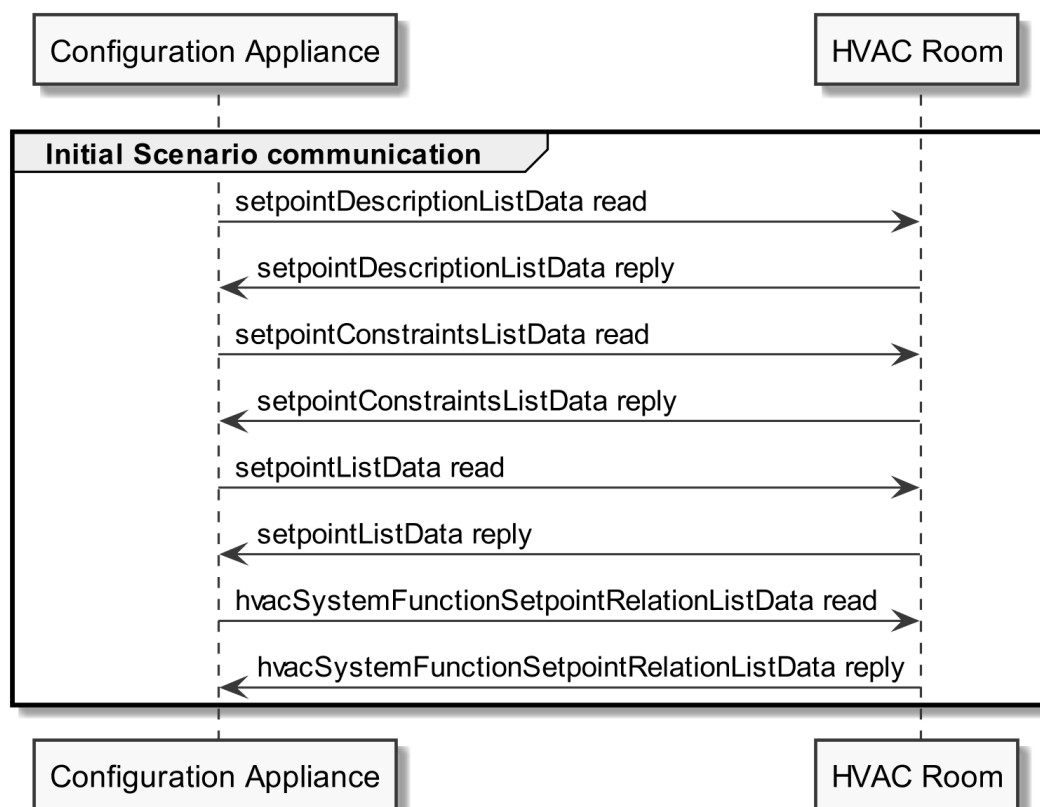 Configuration Appliance
HVAC Room
Initial Scenario communication
setpointDescriptionListData read
setpointDescriptionListData reply
setpointConstraintsListData read
setpointConstraintsListData reply
setpointListData read
setpointListData reply
hvacSystemFunctionSetpointRelationListData read
hvacSystemFunctionSetpointRelationListData reply
Configuration Appliance
HVAC Room